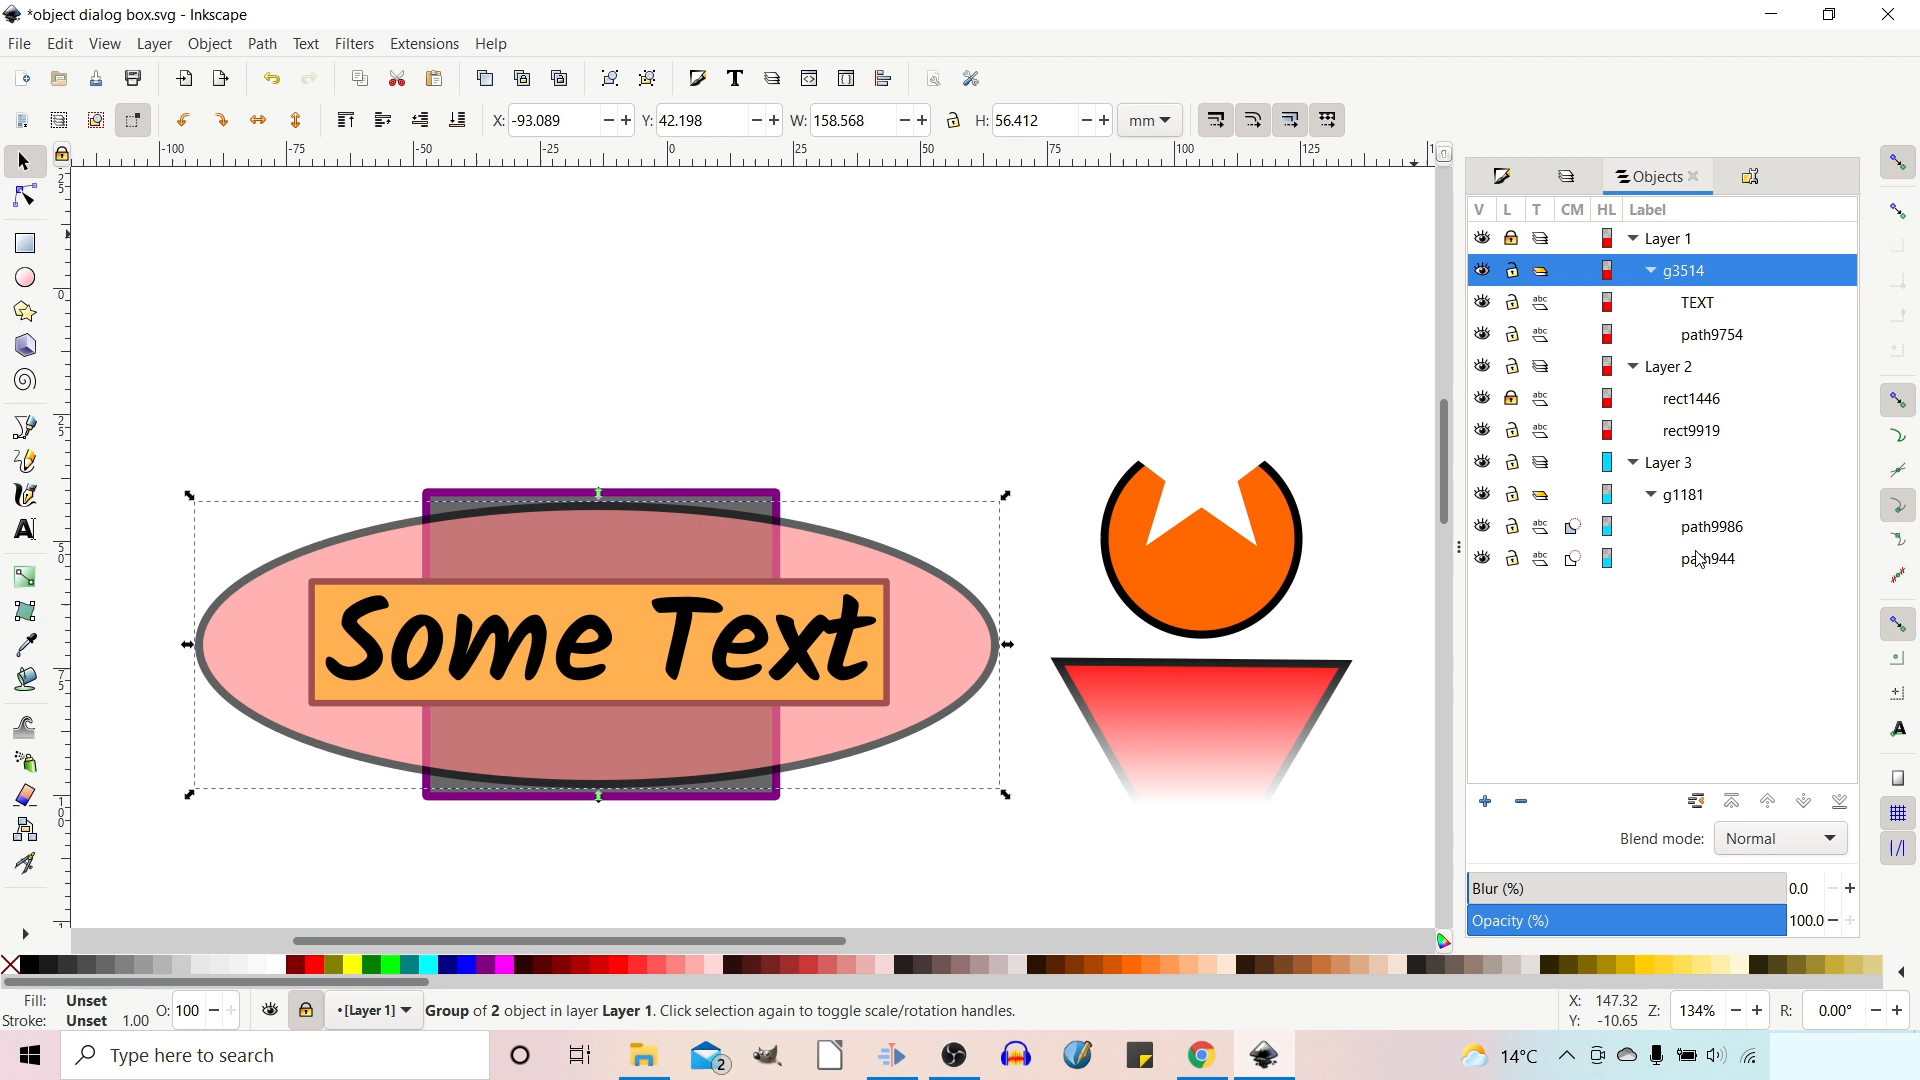 *object dialog box.svg - Inkscape
File Edit View Layer Object Path Text Filters Extensions Help
X: -93.089 Y: 42.198 W: 158.568 H: 56.412 mm
-100 -75 -50 -25 0 25 50 75 100 125
Objects
V L T CM HL Label
Layer 1
g3514
TEXT
path9754
Layer 2
rect1446
rect9919
Layer 3
g1181
path9986
path944
Some Text
Blend mode: Normal
Blur (%) 0.0
Opacity (%) 100.0
Fill: Unset
Stroke: Unset 1.00
O: 100
•[Layer 1]
Group of 2 object in layer Layer 1. Click selection again to toggle scale/rotation handles.
X: 147.32
Y: -10.65
Z: 134% R: 0.00°
Type here to search
2
14°C